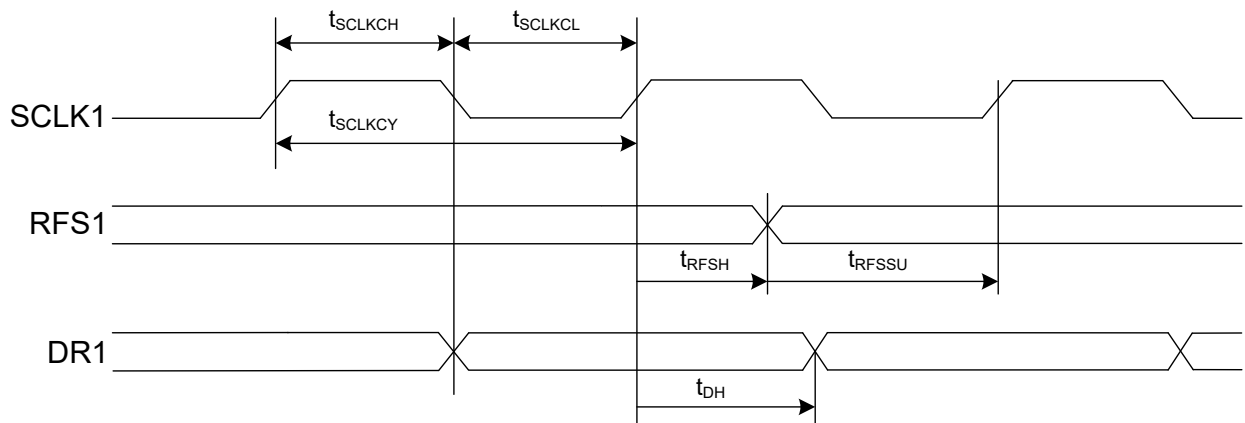 tSCLKCH tSCLKCL
SCLK1
tSCLKCY
RFS1
tRFSH tRFSSU
DR1
tDH